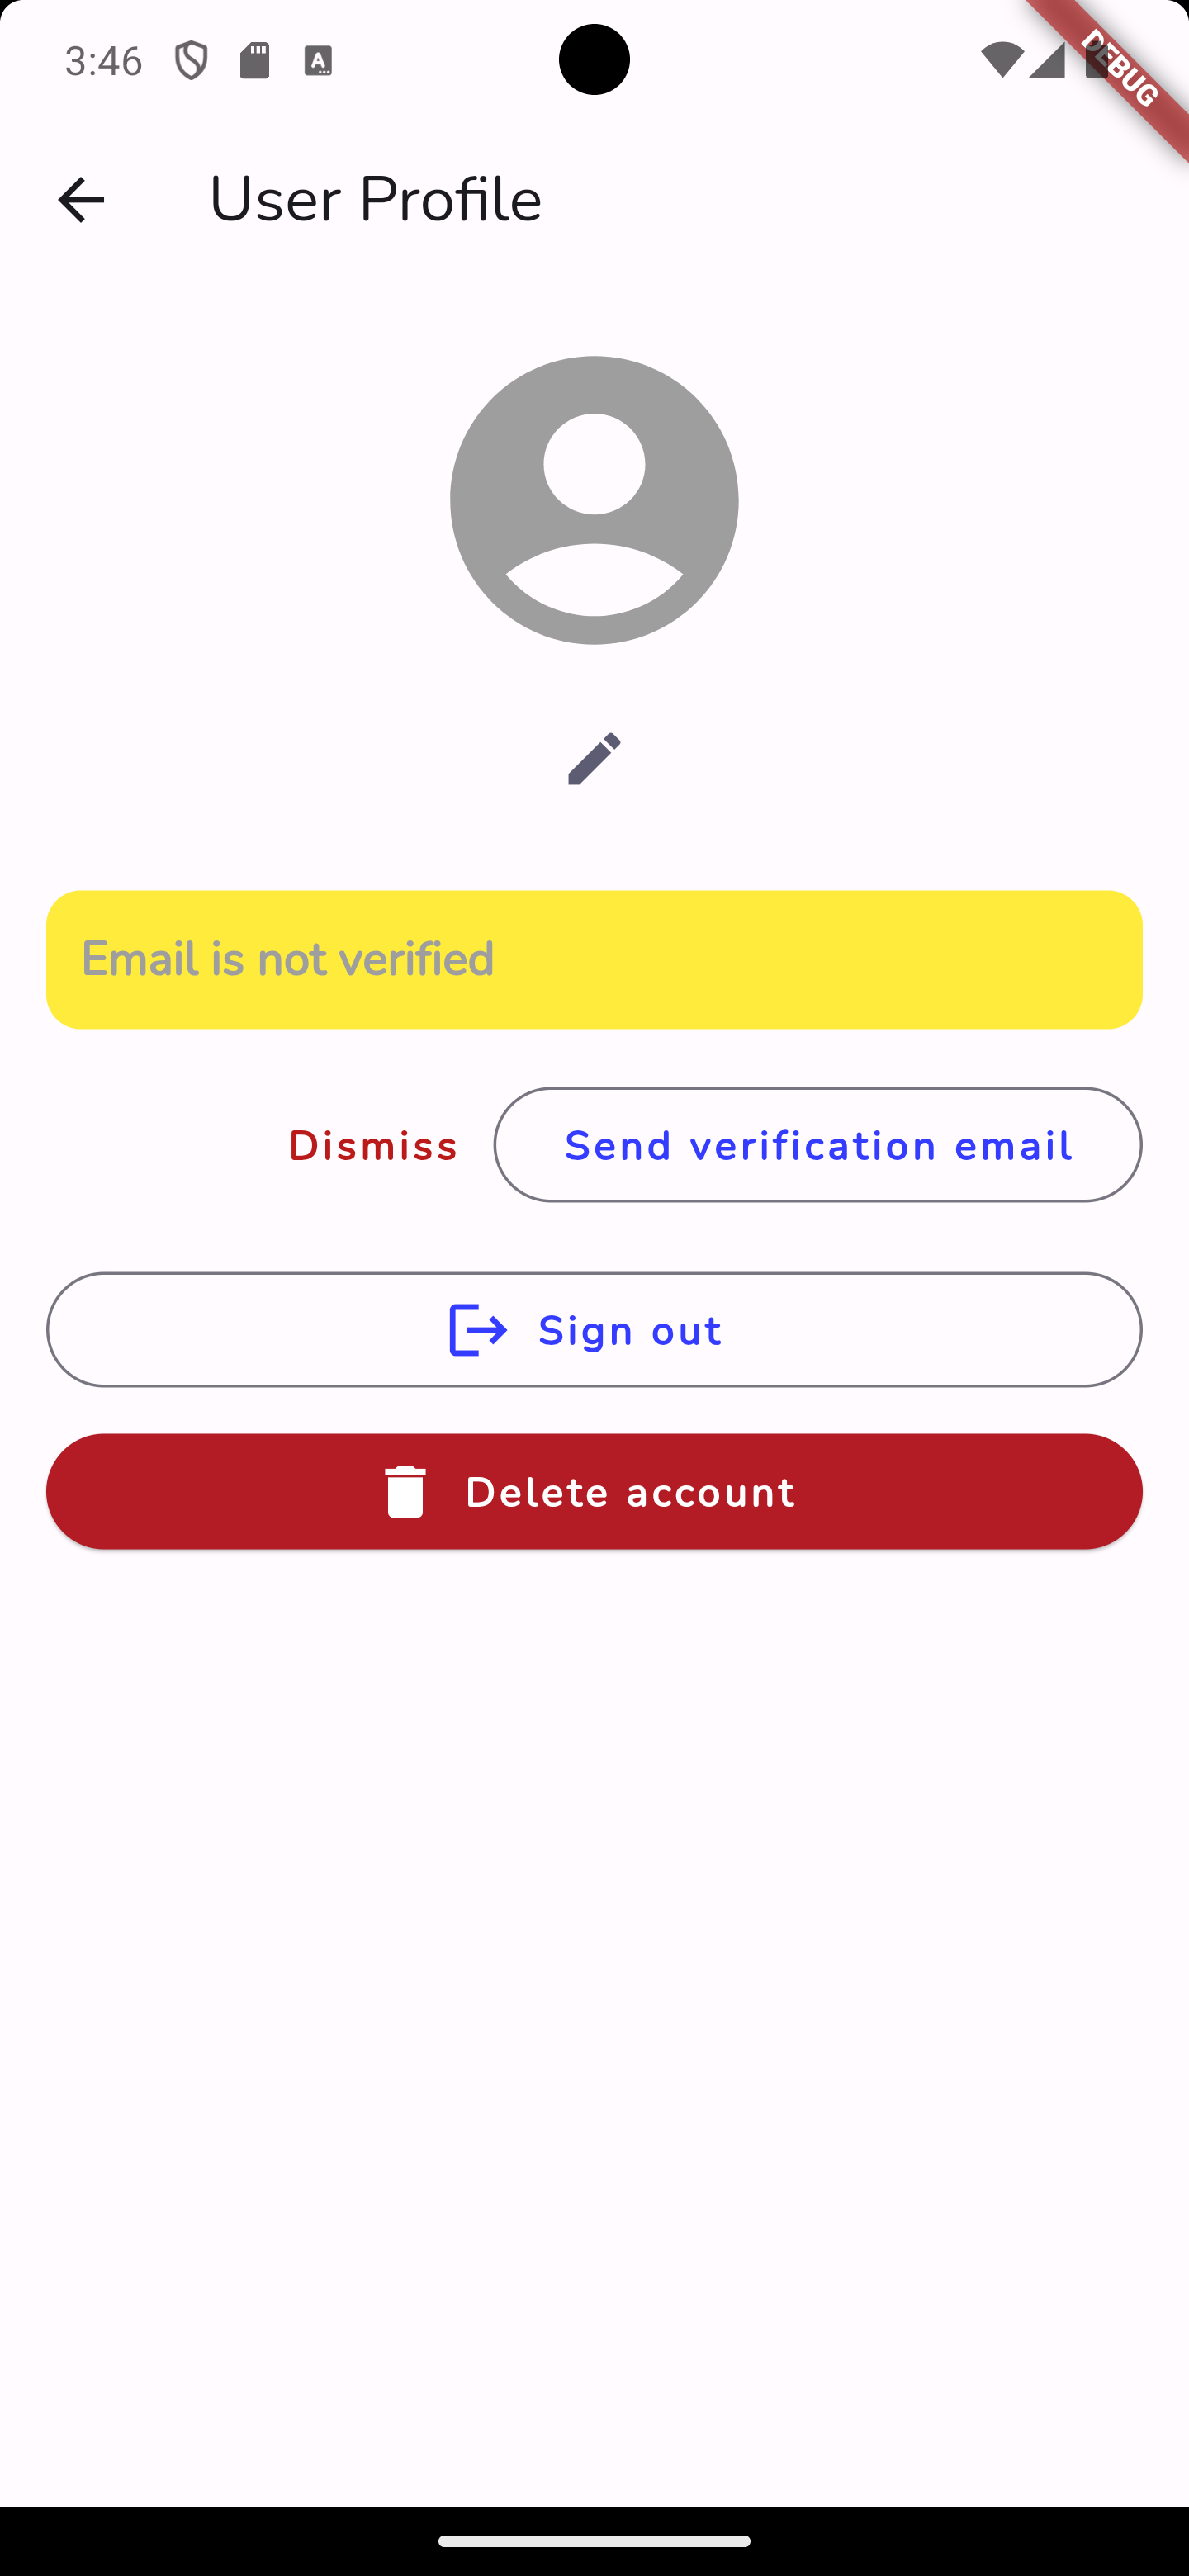 3:46
A
DEBUG
User Profile
Email is not verified
Dismiss
Send verification email
Sign out
Delete account